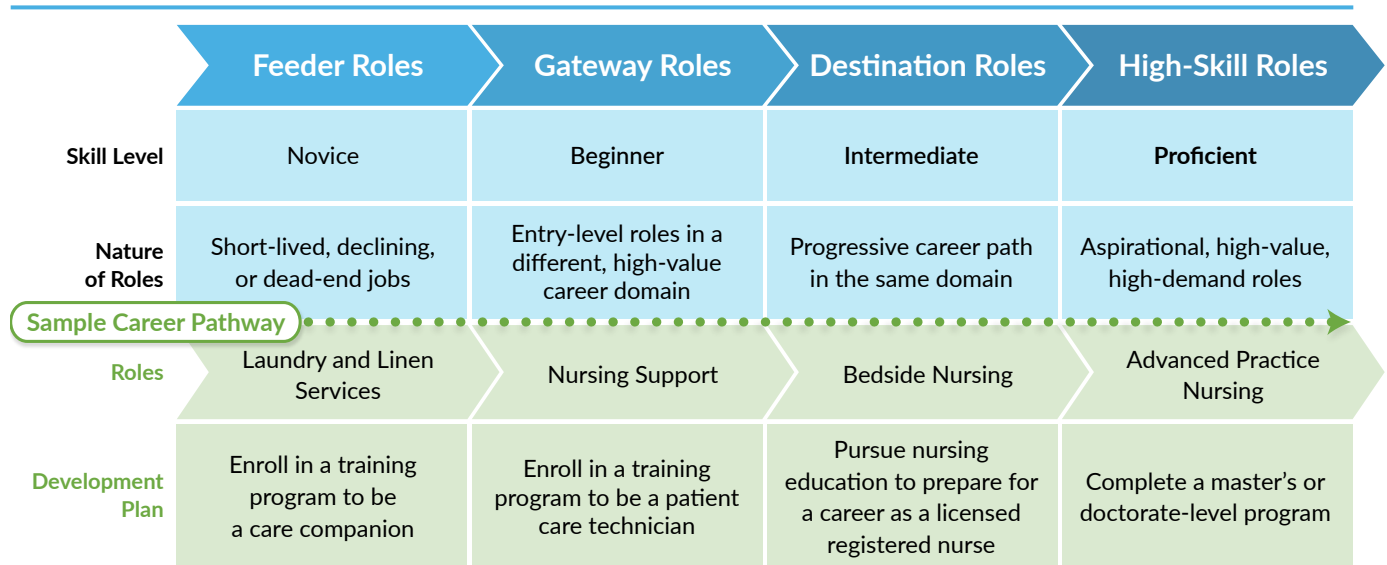 Feeder Roles
Gateway Roles
Destination Roles
High-Skill Roles
Skill Level
Novice
Beginner
Intermediate
Proficient
Nature
of Roles
Short-lived, declining,
or dead-end jobs
Entry-level roles in a
different, high-value
career domain
Progressive career path
in the same domain
Aspirational, high-value,
high-demand roles
Sample Career Pathway
Roles
Laundry and Linen
Services
Nursing Support
Bedside Nursing
Advanced Practice
Nursing
Development
Plan
Enroll in a training
program to be
a care companion
Enroll in a training
program to be a patient
care technician
Pursue nursing
education to prepare for
a career as a licensed
registered nurse
Complete a master’s or
doctorate-level program